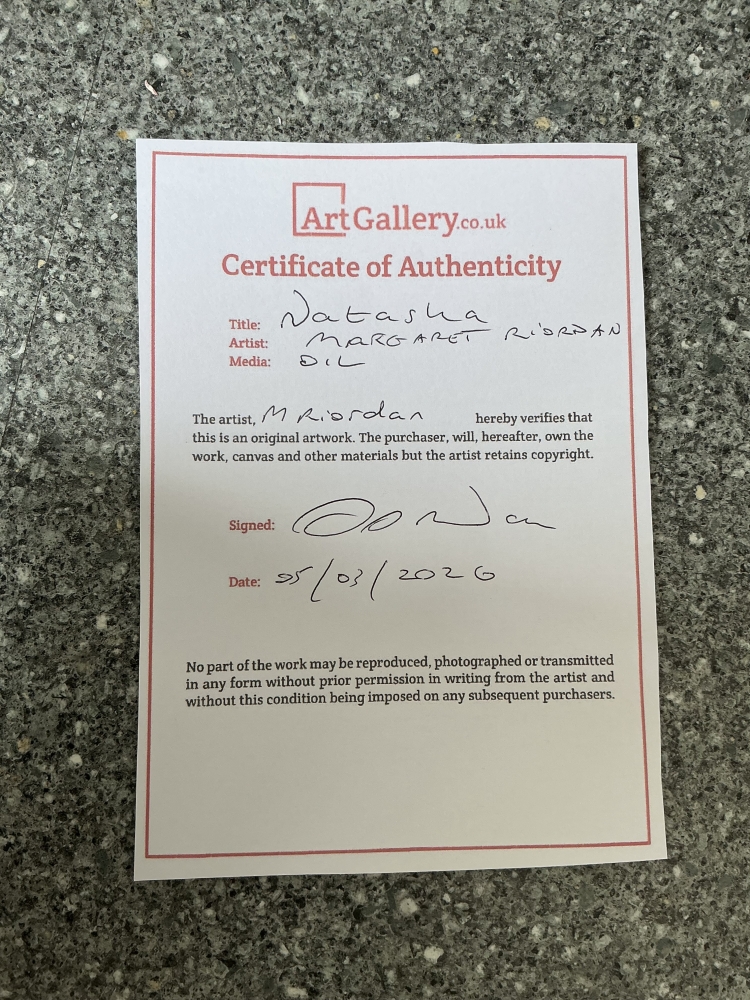 ArtGallery.co.uk
Certificate of Authenticity
Title: Natasha
Artist: MARGARET RIORDAN
Media: OIL
The artist, M Riordan hereby verifies that
this is an original artwork. The purchaser, will, hereafter, own the
work, canvas and other materials but the artist retains copyright.
Signed:
Date: 05/03/2026
No part of the work may be reproduced, photographed or transmitted
in any form without prior permission in writing from the artist and
without this condition being imposed on any subsequent purchasers.